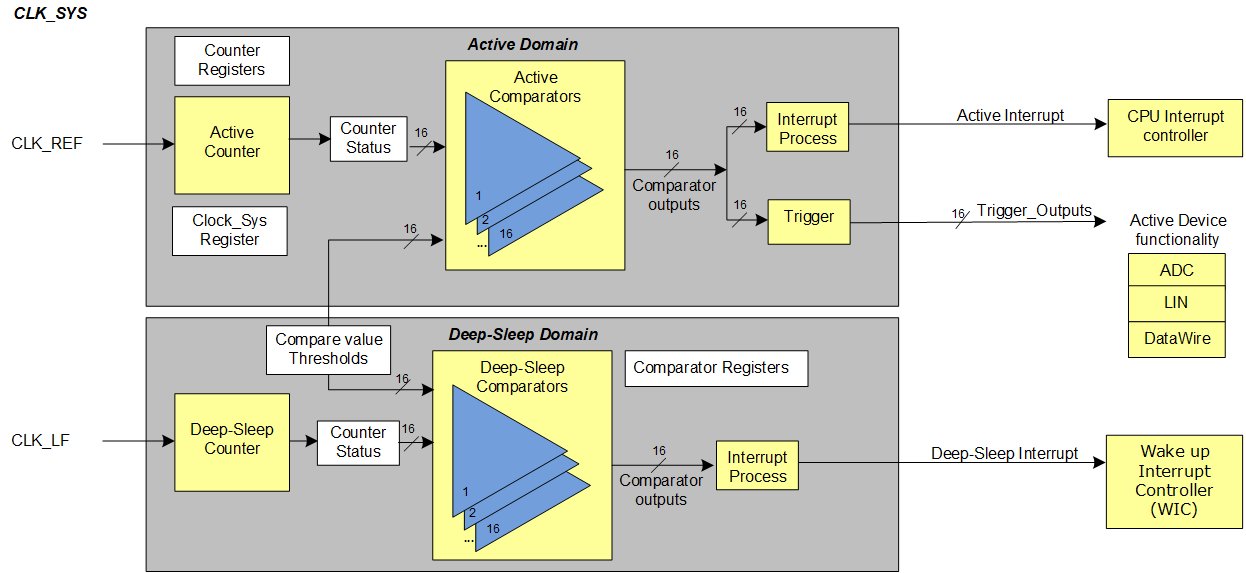 CLK_SYS
Active Domain
Counter
Registers
CLK_REF
Active
Counter
Counter
Status
16
Clock_Sys
Register
16
Active
Comparators
1
2
...
16
16
Comparator
outputs
16
Interrupt
Process
16
Trigger
Active Interrupt
CPU Interrupt
controller
16
Trigger_Outputs
Active Device
functionality
ADC
LIN
DataWire
Deep-Sleep Domain
Compare value
Thresholds
16
CLK_LF
Deep-Sleep
Counter
Counter
Status
16
Deep-Sleep
Comparators
1
2
...
16
Comparator Registers
16
Comparator
outputs
Interrupt
Process
Deep-Sleep Interrupt
Wake up
Interrupt
Controller
(WIC)